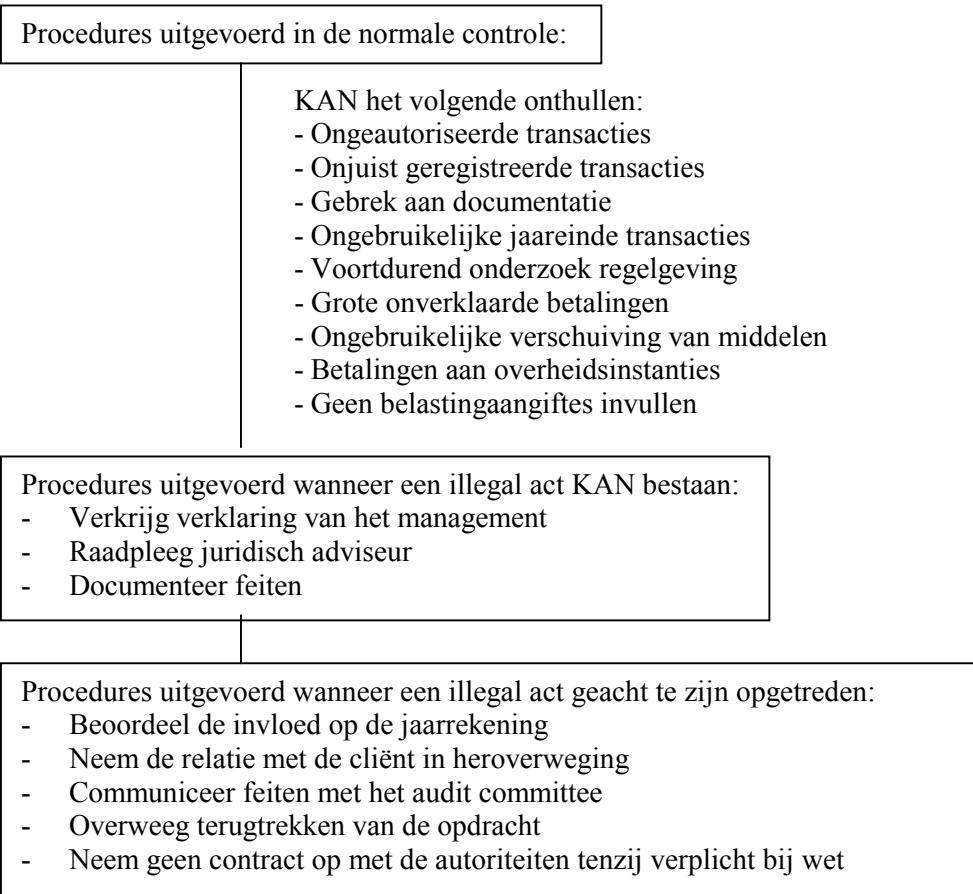 Procedures uitgevoerd in de normale controle:
KAN het volgende onthullen:
- Ongeautoriseerde transacties
- Onjuist geregistreerde transacties
- Gebrek aan documentatie
- Ongebruikelijke jaareinde transacties
- Voortdurend onderzoek regelgeving
- Grote onverklaarde betalingen
- Ongebruikelijke verschuiving van middelen
- Betalingen aan overheidsinstanties
- Geen belastingaangiftes invullen
Procedures uitgevoerd wanneer een illegal act KAN bestaan:
- Verkrijg verklaring van het management
- Raadpleeg juridisch adviseur
- Documenteer feiten
Procedures uitgevoerd wanneer een illegal act geacht te zijn opgetreden:
- Beoordeel de invloed op de jaarrekening
- Neem de relatie met de cliënt in heroverweging
- Communiceer feiten met het audit committee
- Overweeg terugtrekken van de opdracht
- Neem geen contract op met de autoriteiten tenzij verplicht bij wet